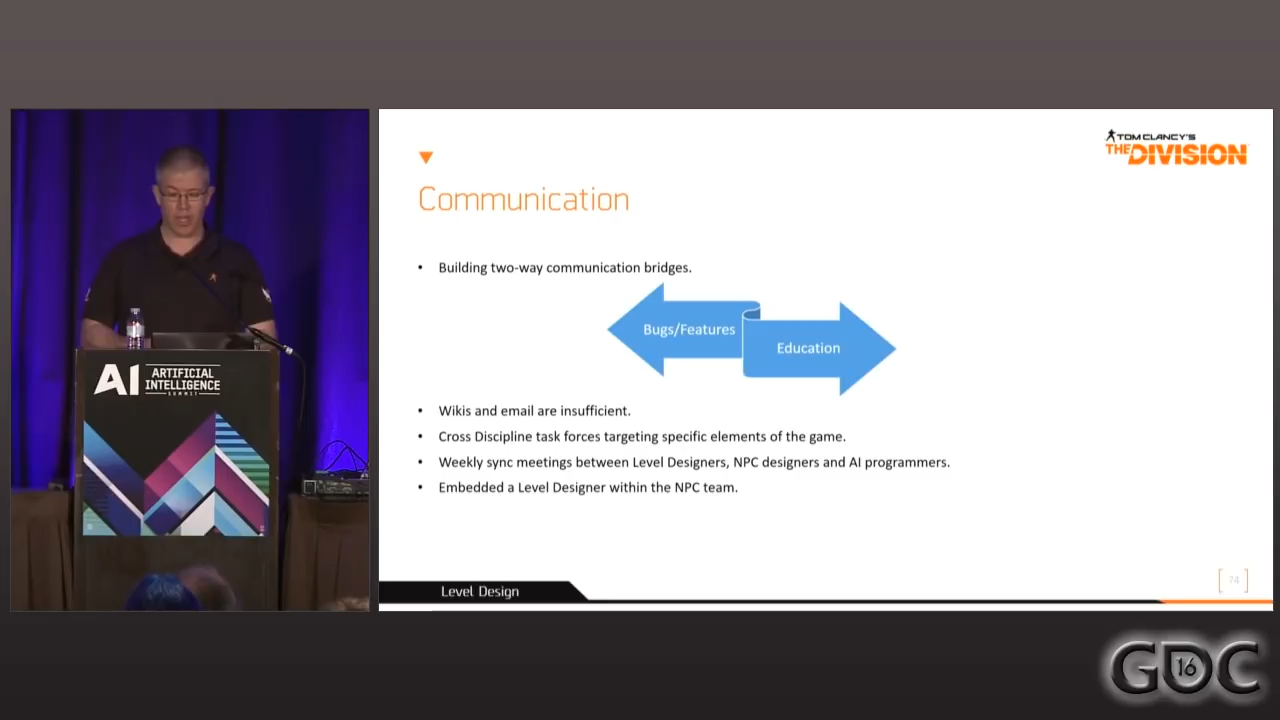 TOM CLANCY'S
THE DIVISION
Communication
• Building two-way communication bridges.
Bugs/Features
Education
• Wikis and email are insufficient.
• Cross Discipline task forces targeting specific elements of the game.
• Weekly sync meetings between Level Designers, NPC designers and AI programmers.
• Embedded a Level Designer within the NPC team.
Level Design
74
AI ARTIFICIAL
INTELLIGENCE
SUMMIT
GDC
16